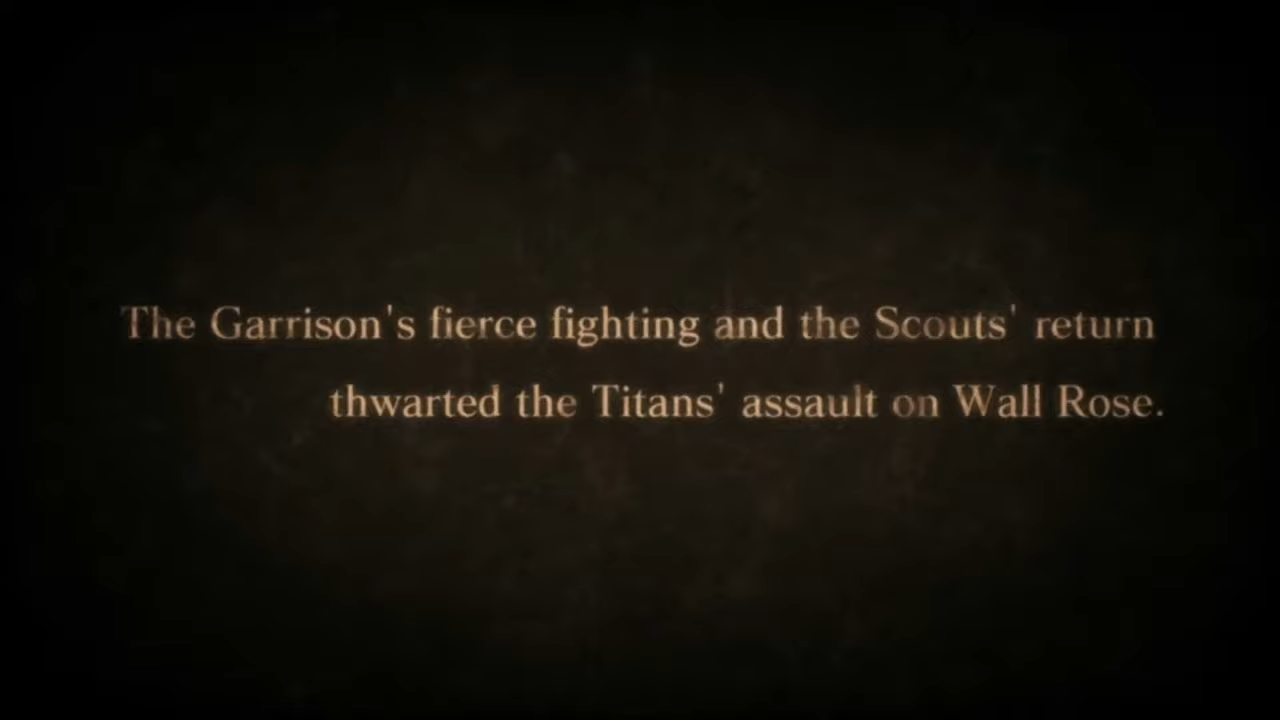 The Garrison's fierce fighting and the Scouts' return
thwarted the Titans' assault on Wall Rose.